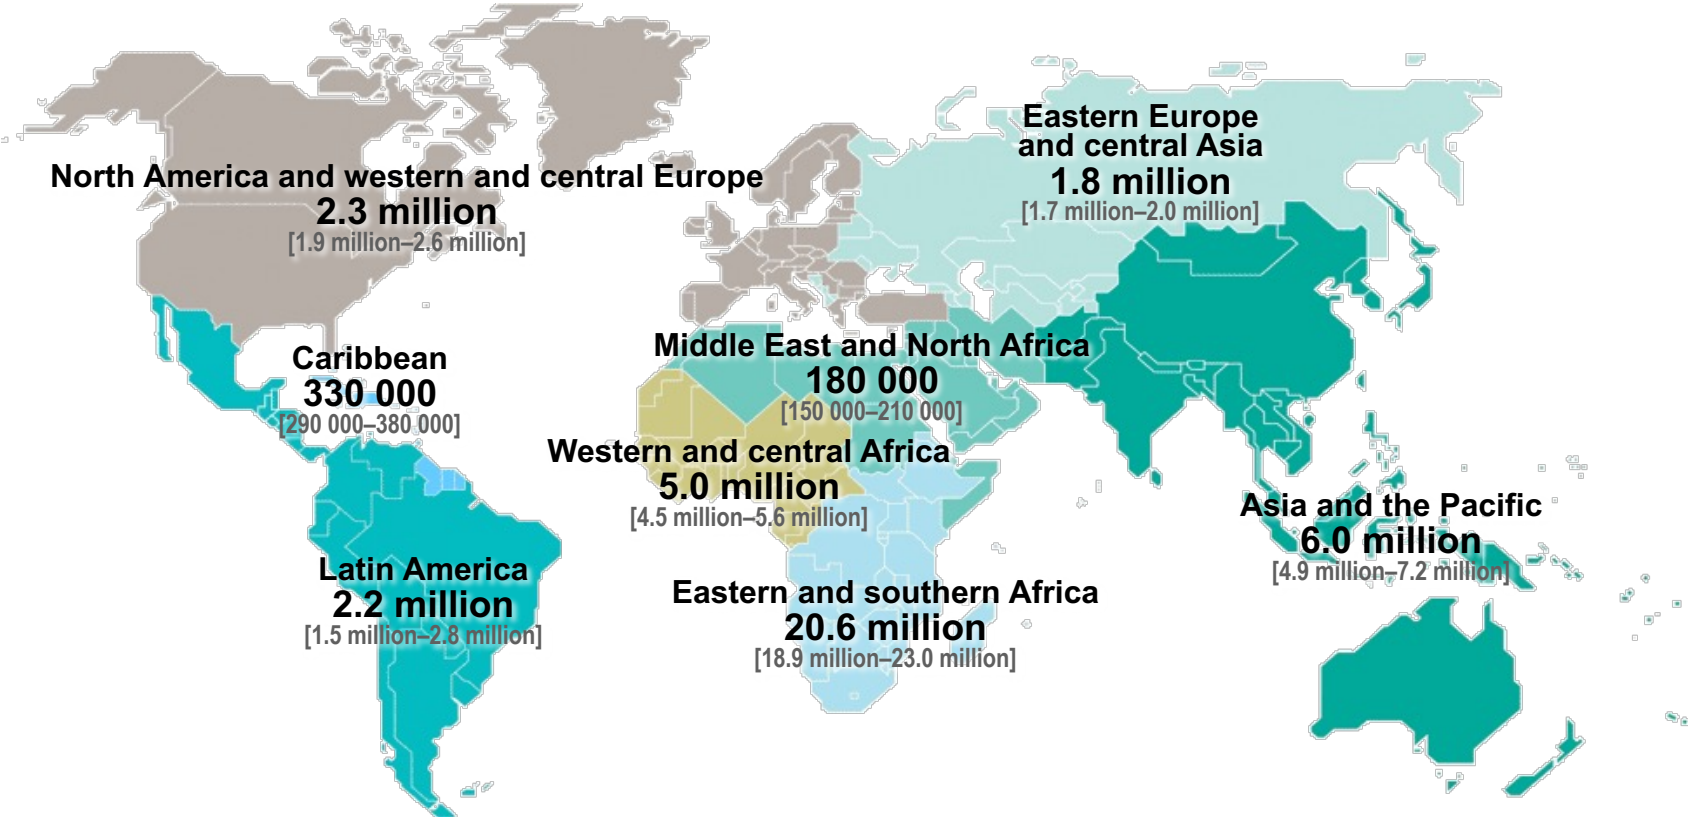 Eastern Europe
and central Asia
1.8 million
[1.7 million–2.0 million]
North America and western and central Europe
2.3 million
[1.9 million–2.6 million]
Middle East and North Africa
180 000
[150 000–210 000]
Caribbean
330 000
[290 000–380 000]
Western and central Africa
5.0 million
[4.5 million–5.6 million]
Asia and the Pacific
6.0 million
[4.9 million–7.2 million]
Latin America
2.2 million
[1.5 million–2.8 million]
Eastern and southern Africa
20.6 million
[18.9 million–23.0 million]